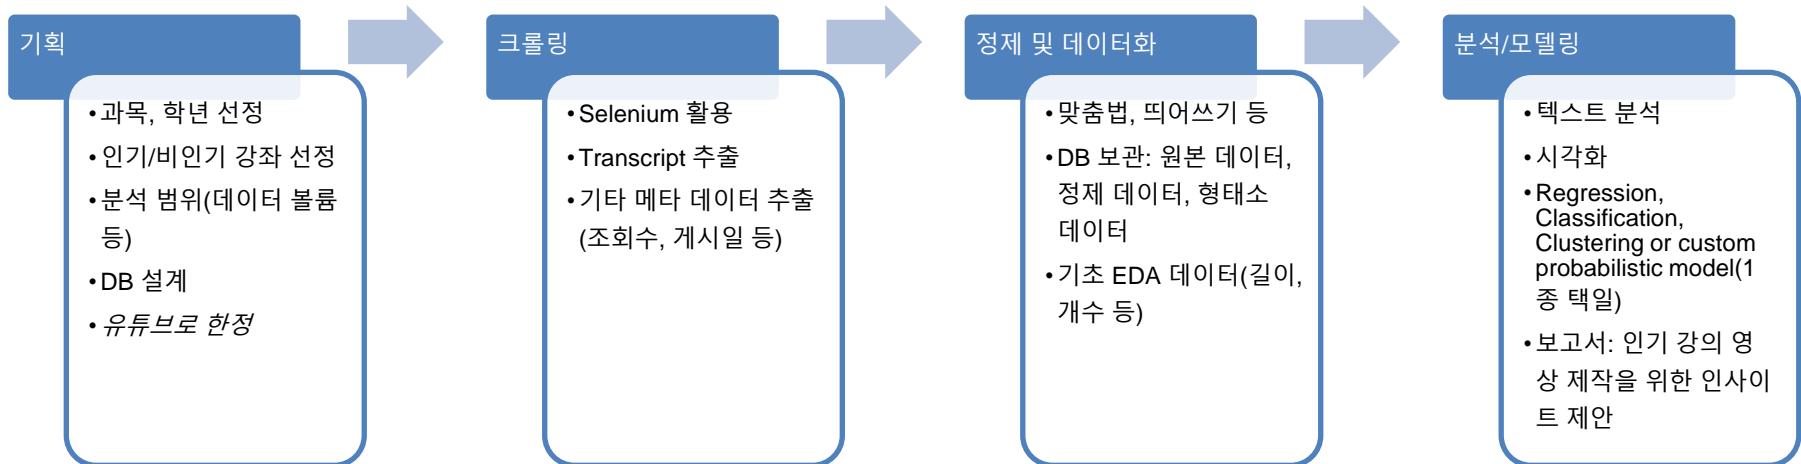 기획
• 과목, 학년 선정
• 인기/비인기 강좌 선정
• 분석 범위(데이터 볼륨
등)
• DB 설계
• 유튜브로 한정
크롤링
• Selenium 활용
• Transcript 추출
• 기타 메타 데이터 추출
(조회수, 게시일 등)
정제 및 데이터화
• 맞춤법, 띄어쓰기 등
• DB 보관: 원본 데이터,
정제 데이터, 형태소
데이터
• 기초 EDA 데이터(길이,
개수 등)
분석/모델링
• 텍스트 분석
• 시각화
• Regression,
Classification,
Clustering or custom
probabilistic model(1
종 택일)
• 보고서: 인기 강의 영
상 제작을 위한 인사이
트 제안